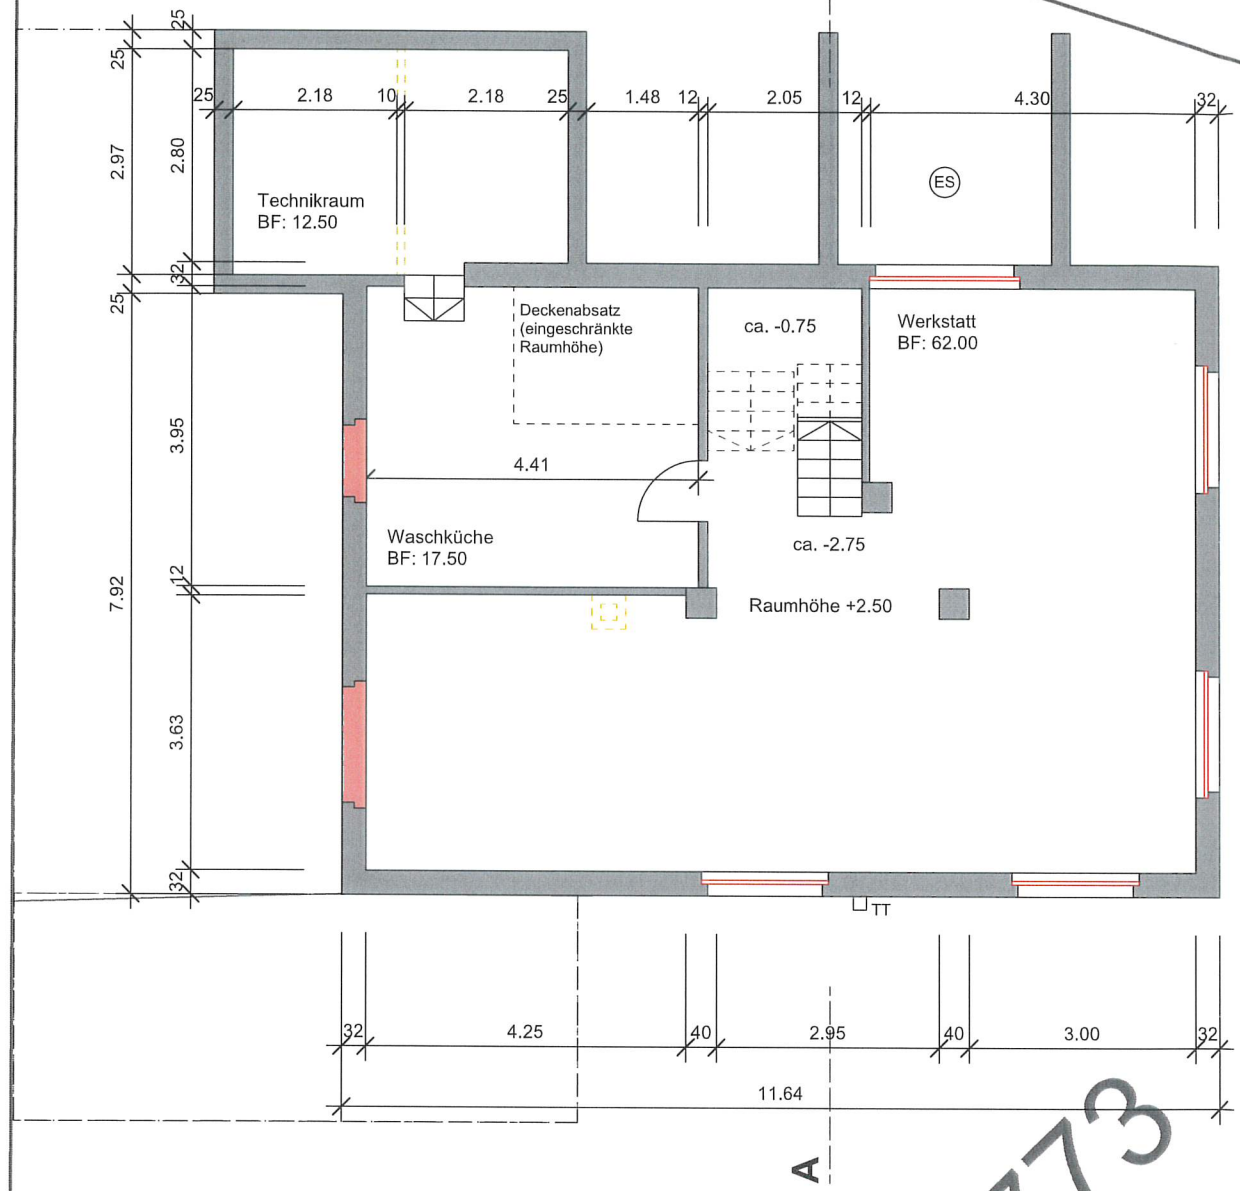 25
25
25
2.18
10
2.18
25
1.48
12
2.05
12
4.30
32
2.97
2.80
ES
Technikraum
BF: 12.50
32
25
Deckenabsatz
(eingeschränkte
Raumhöhe)
ca. -0.75
Werkstatt
BF: 62.00
3.95
4.41
Waschküche
BF: 17.50
ca. -2.75
12
7.92
Raumhöhe +2.50
3.63
32
TT
32
4.25
40
2.95
40
3.00
32
11.64
A
773